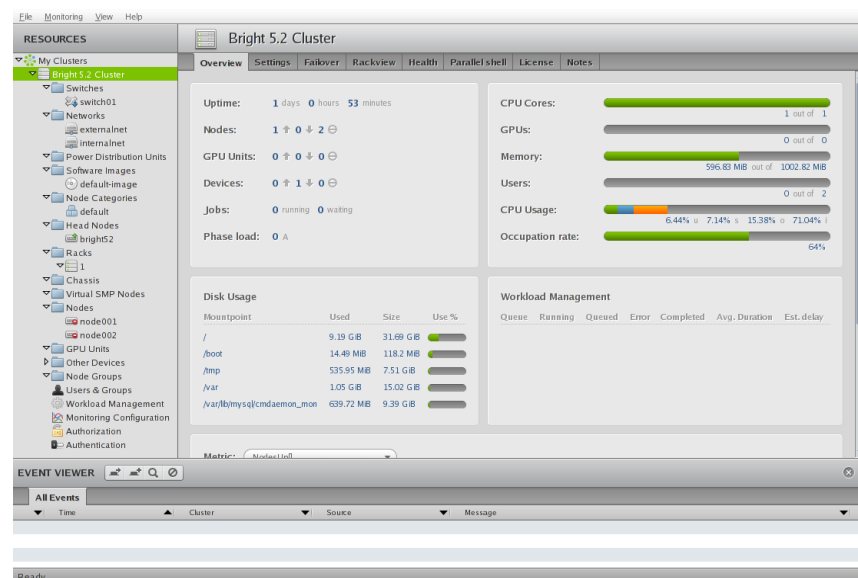 File Monitoring View Help
RESOURCES
My Clusters
Bright 5.2 Cluster
Switches
switch01
Networks
externalnet
internalnet
Power Distribution Units
Software Images
default-image
Node Categories
default
Head Nodes
bright52
Racks
1
Chassis
Virtual SMP Nodes
Nodes
node001
node002
GPU Units
Other Devices
Node Groups
Users & Groups
Workload Management
Monitoring Configuration
Authorization
Authentication
Bright 5.2 Cluster
Overview Settings Failover Rackview Health Parallel shell License Notes
Uptime: 1 days 0 hours 53 minutes
Nodes: 1 ⇑ 0 ⇓ 2 ⊖
GPU Units: 0 ⇑ 0 ⇓ 0 ⊖
Devices: 0 ⇑ 1 ⇓ 0 ⊖
Jobs: 0 running 0 waiting
Phase load: 0 A
CPU Cores:
1 out of 1
GPUs:
0 out of 0
Memory:
596.83 MiB out of 1002.82 MiB
Users:
0 out of 2
CPU Usage:
6.44% u 7.14% s 15.38% o 71.04% i
Occupation rate:
64%
Disk Usage
Mountpoint Used Size Use %
/ 9.19 GiB 31.69 GiB
/boot 14.49 MiB 118.2 MiB
/tmp 535.95 MiB 7.51 GiB
/var 1.05 GiB 15.02 GiB
/var/lib/mysql/cmdaemon_mon 639.72 MiB 9.39 GiB
Workload Management
Queue Running Queued Error Completed Avg. Duration Est. delay
Metric: NodesUp[]
EVENT VIEWER
All Events
Time Cluster Source Message
Ready